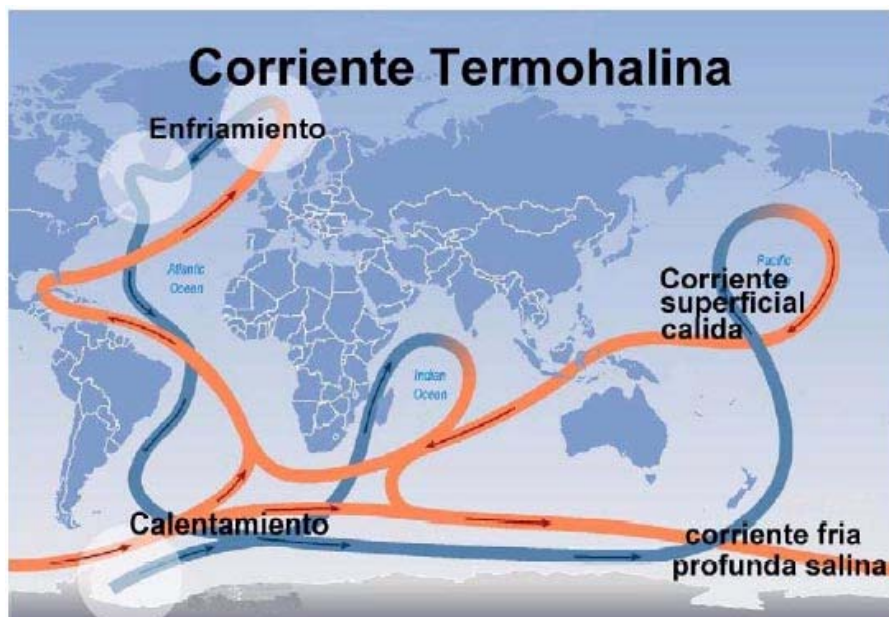 Corriente Termohalina
Enfriamiento
Atlantic
Ocean
Pacific
Corriente
superficial
calida
Indian
Ocean
Calentamiento
corriente fria
profunda salina